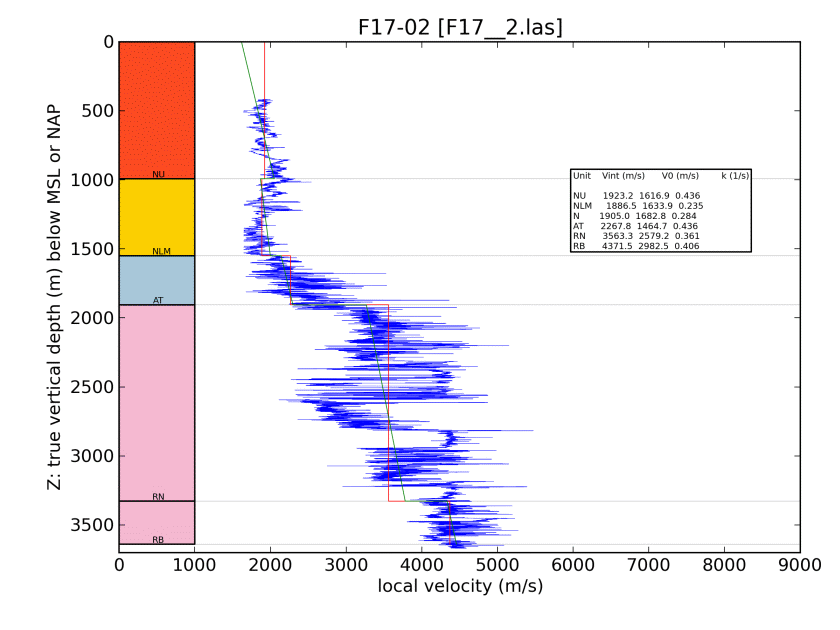 F17-02 [F17__2.las]
0
500
1000
1500
2000
2500
3000
3500
Z: true vertical depth (m) below MSL or NAP
NU
NLM
AT
RN
RB
Unit Vint (m/s) V0 (m/s) k (1/s)
NU 1923.2 1616.9 0.436
NLM 1886.5 1633.9 0.235
N 1905.0 1682.8 0.284
AT 2267.8 1464.7 0.436
RN 3563.3 2579.2 0.361
RB 4371.5 2982.5 0.406
0 1000 2000 3000 4000 5000 6000 7000 8000 9000
local velocity (m/s)